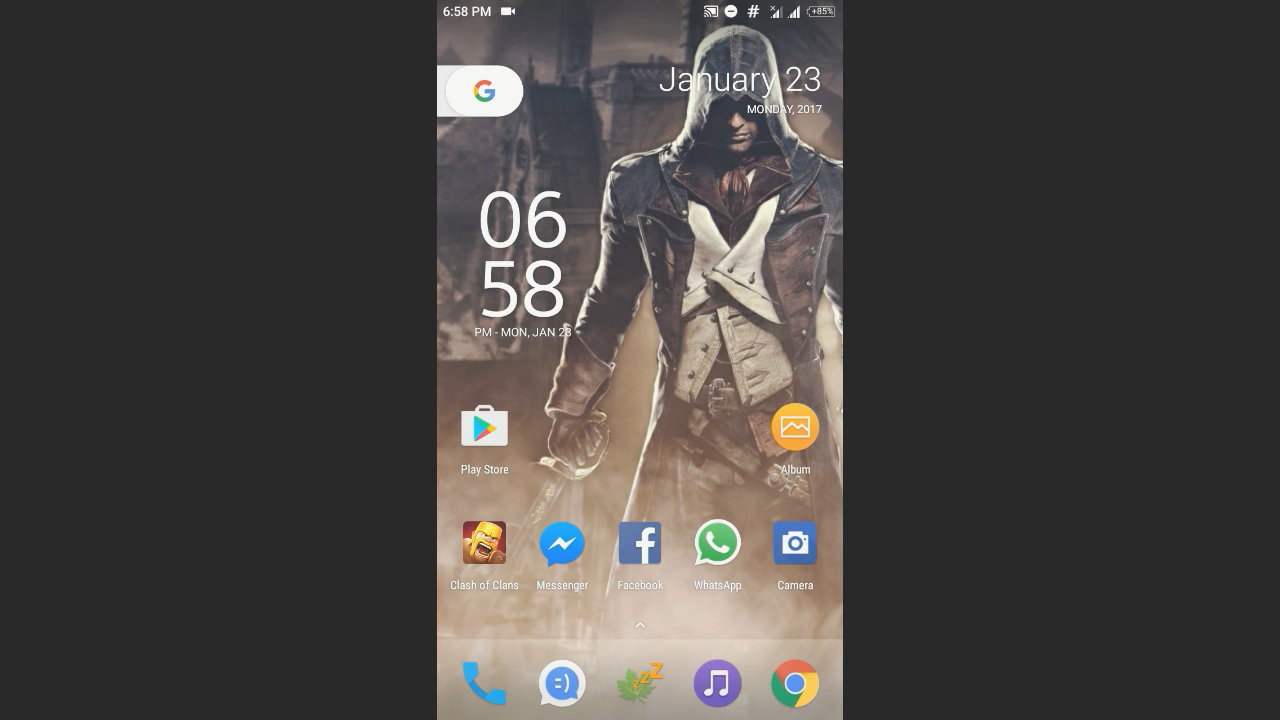 6:58 PM
# +85%
January 23
MONDAY, 2017
06
58
PM - MON, JAN 23
Play Store
Album
Clash of Clans
Messenger
Facebook
WhatsApp
Camera